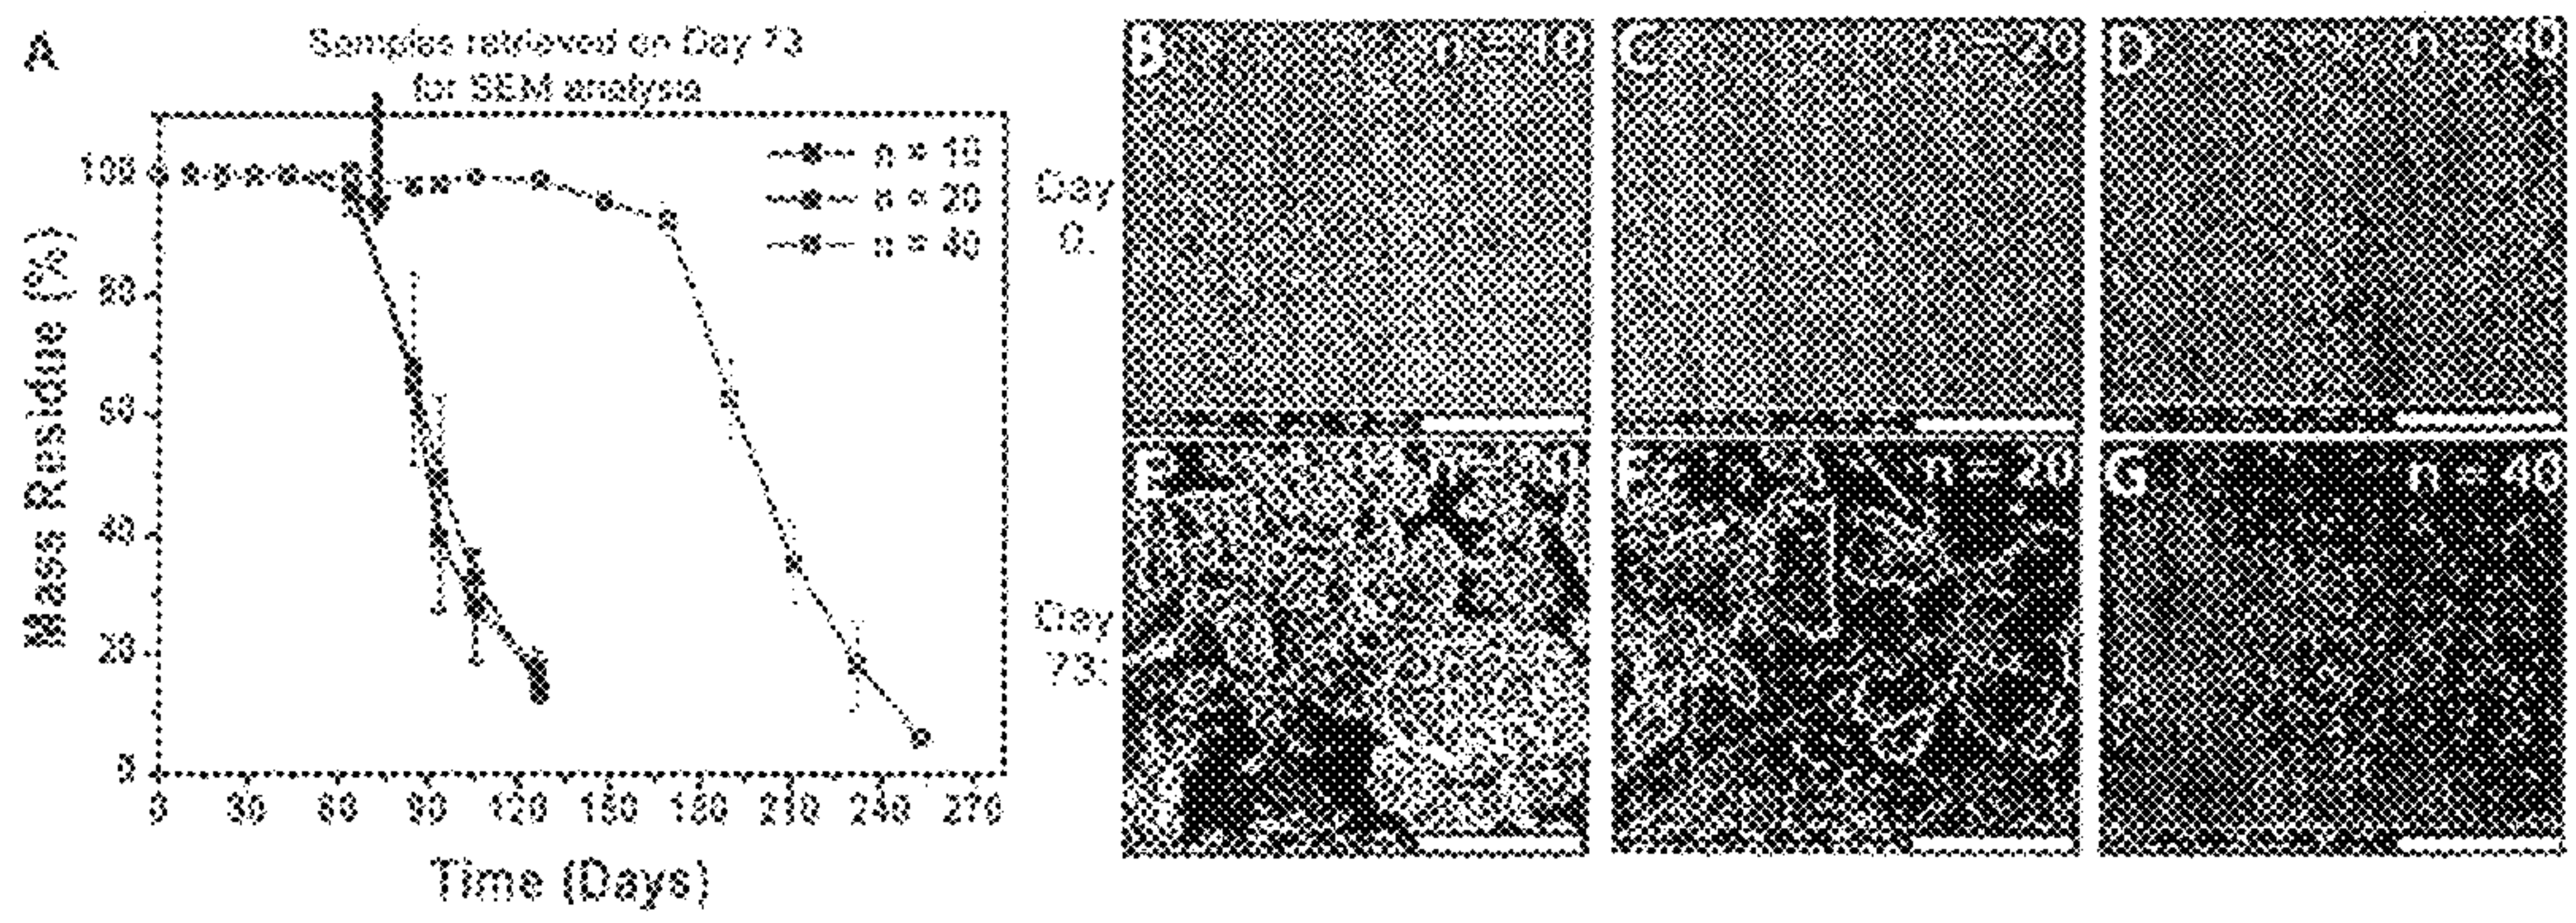 A
Samples retrieved on Day 73
for SEM analysis
n = 10
n = 20
n = 40
100
80
60
40
20
0
Mass Residue (%)
0 30 60 90 120 150 180 210 240 270
Time (Days)
Day
0:
B n = 10
C n = 20
D n = 40
Day
73:
E n = 10
F n = 20
G n = 40